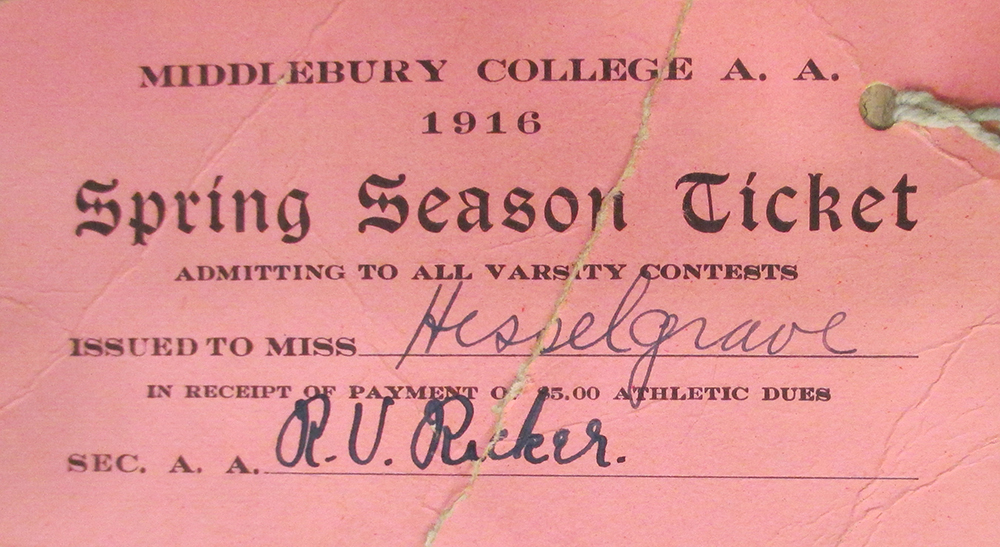 MIDDLEBURY COLLEGE A. A.
1916
Spring Season Ticket
ADMITTING TO ALL VARSITY CONTESTS
ISSUED TO MISS Hesselgrave
IN RECEIPT OF PAYMENT OF $5.00 ATHLETIC DUES
SEC. A. A. R. V. Ricker.